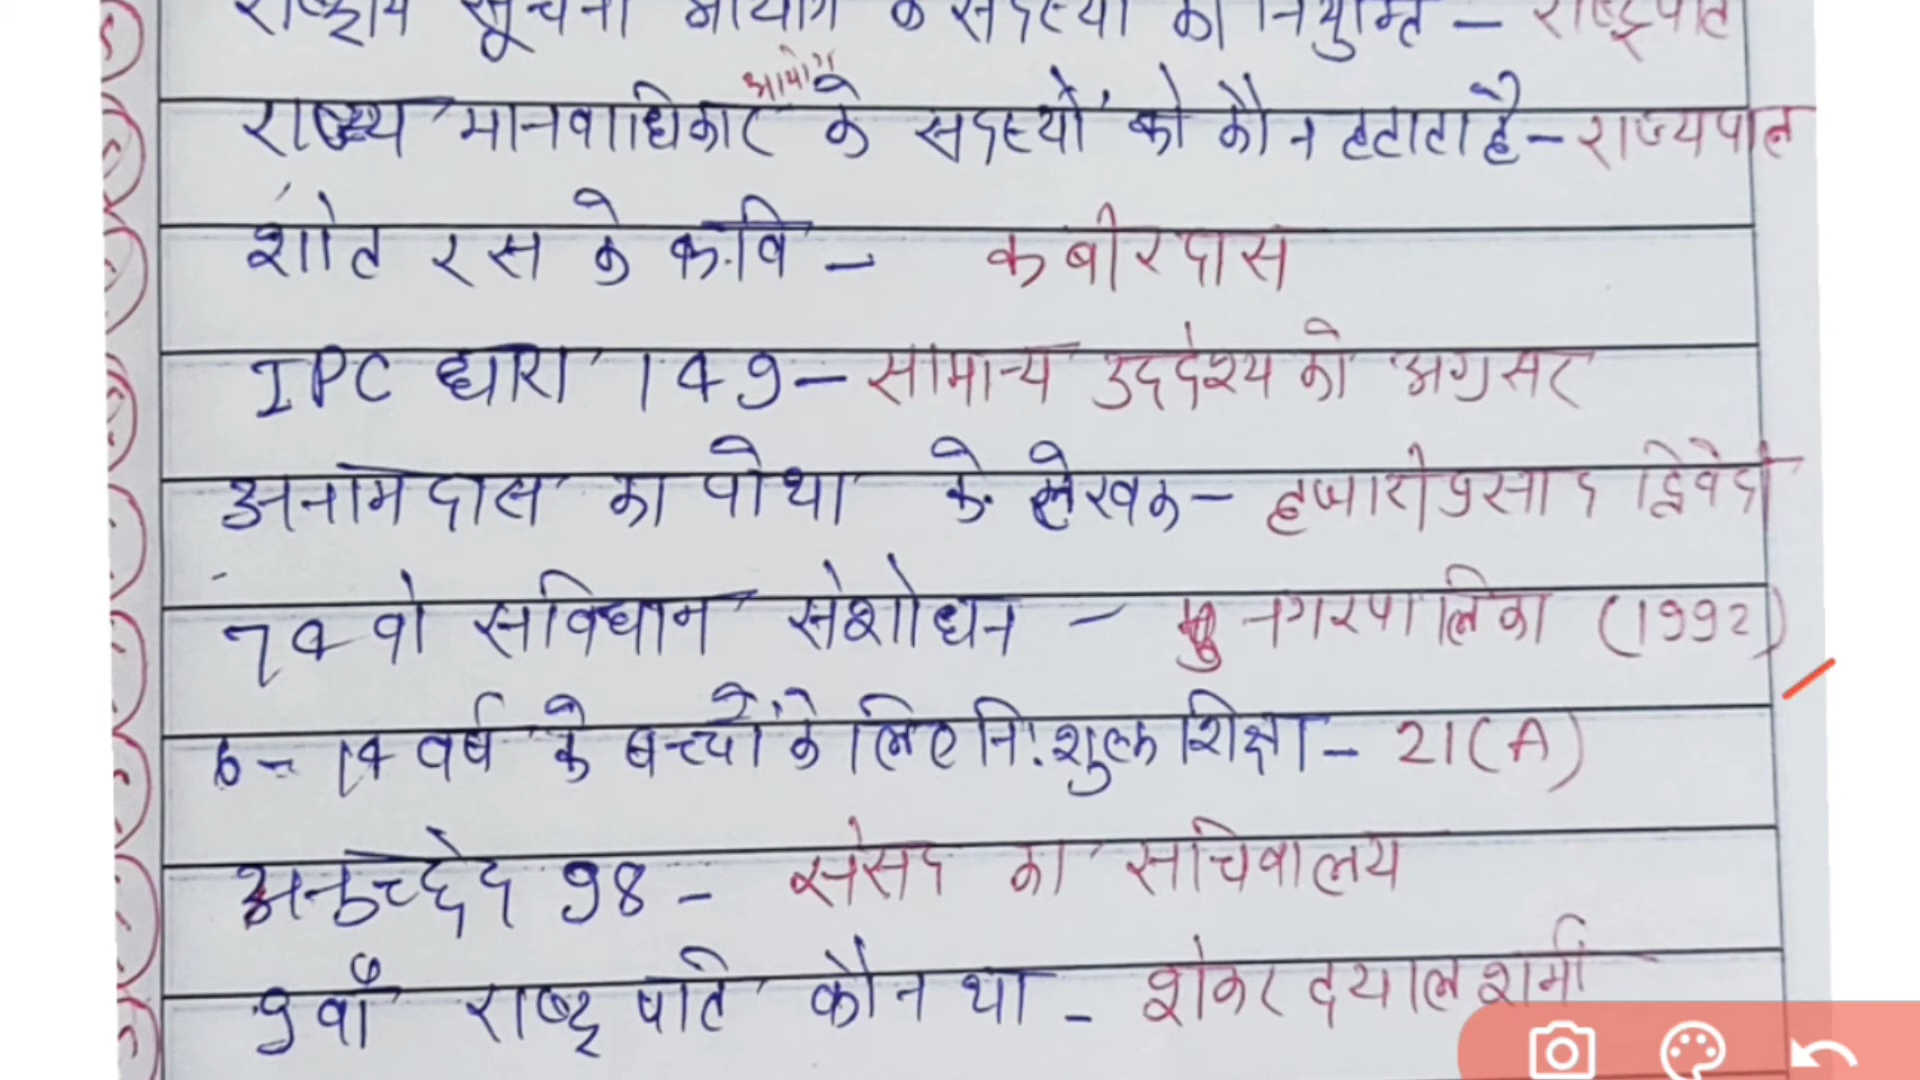 राष्ट्रीय सूचना आयोग के सदस्यों की नियुक्ति - राष्ट्रपति
आयोग
राज्य मानवाधिकार के सदस्यों को कौन हटाता है - राज्यपाल
शांत रस के कवि - कबीरदास
IPC धारा 149 - सामान्य उद्देश्य को अग्रसर
अनामदास का पोथा के लेखक - हजारी प्रसाद द्विवेदी
74 वां संविधान संशोधन - नगरपालिका (1992)
6 - 14 वर्ष के बच्चों के लिए नि:शुल्क शिक्षा - 21(A)
अनुच्छेद 98 - संसद का सचिवालय
9वाँ राष्ट्रपति कौन था - शंकर दयाल शर्मा